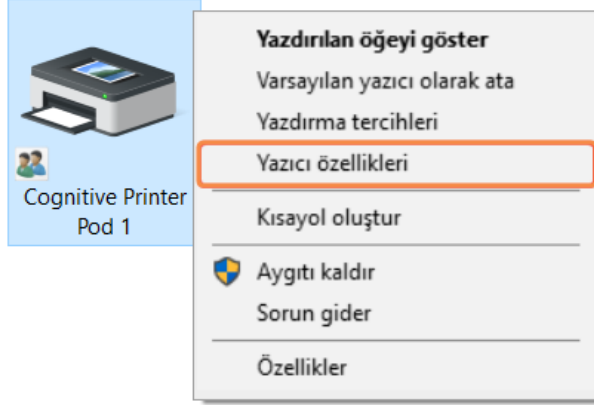 Cognitive Printer
Pod 1
Yazdırılan öğeyi göster
Varsayılan yazıcı olarak ata
Yazdırma tercihleri
Yazıcı özellikleri
Kısayol oluştur
Aygıtı kaldır
Sorun gider
Özellikler